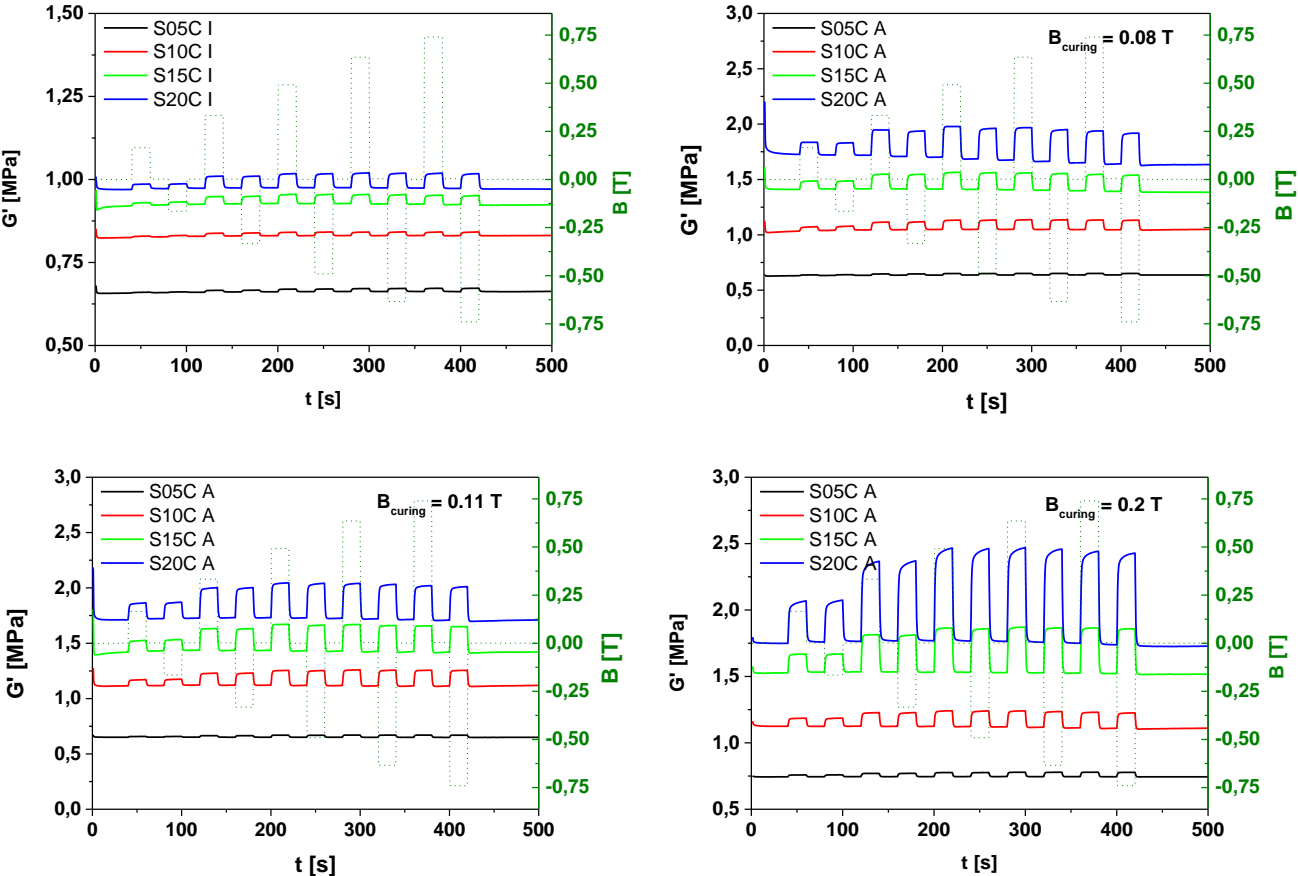 S05C I
S10C I
S15C I
S20C I
1,50
1,25
1,00
0,75
0,50
G' [MPa]
0 100 200 300 400 500
t [s]
0,75
0,50
0,25
0,00
-0,25
-0,50
-0,75
B [T]
S05C A
S10C A
S15C A
S20C A
Bcuring = 0.08 T
3,0
2,5
2,0
1,5
1,0
0,5
0,0
G' [MPa]
0 100 200 300 400 500
t [s]
0,75
0,50
0,25
0,00
-0,25
-0,50
-0,75
B [T]
S05C A
S10C A
S15C A
S20C A
Bcuring = 0.11 T
3,0
2,5
2,0
1,5
1,0
0,5
0,0
G' [MPa]
0 100 200 300 400 500
t [s]
0,75
0,50
0,25
0,00
-0,25
-0,50
-0,75
B [T]
S05C A
S10C A
S15C A
S20C A
Bcuring = 0.2 T
3,0
2,5
2,0
1,5
1,0
0,5
G' [MPa]
0 100 200 300 400 500
t [s]
0,75
0,50
0,25
0,00
-0,25
-0,50
-0,75
B [T]